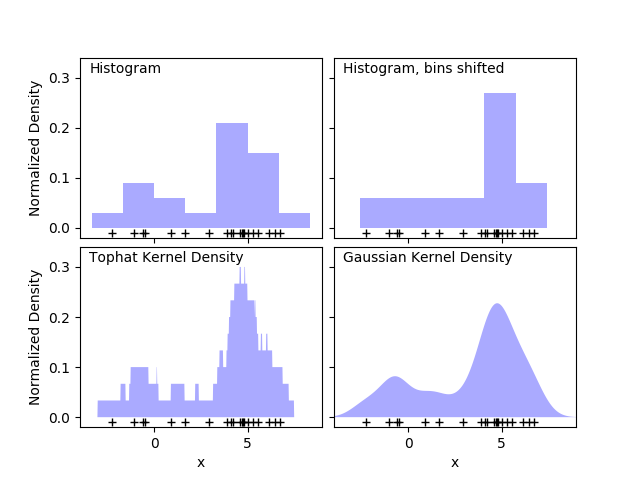 Histogram
Histogram, bins shifted
Normalized Density
0.3
0.2
0.1
0.0
Tophat Kernel Density
Gaussian Kernel Density
Normalized Density
0.3
0.2
0.1
0.0
0
5
0
5
x
x